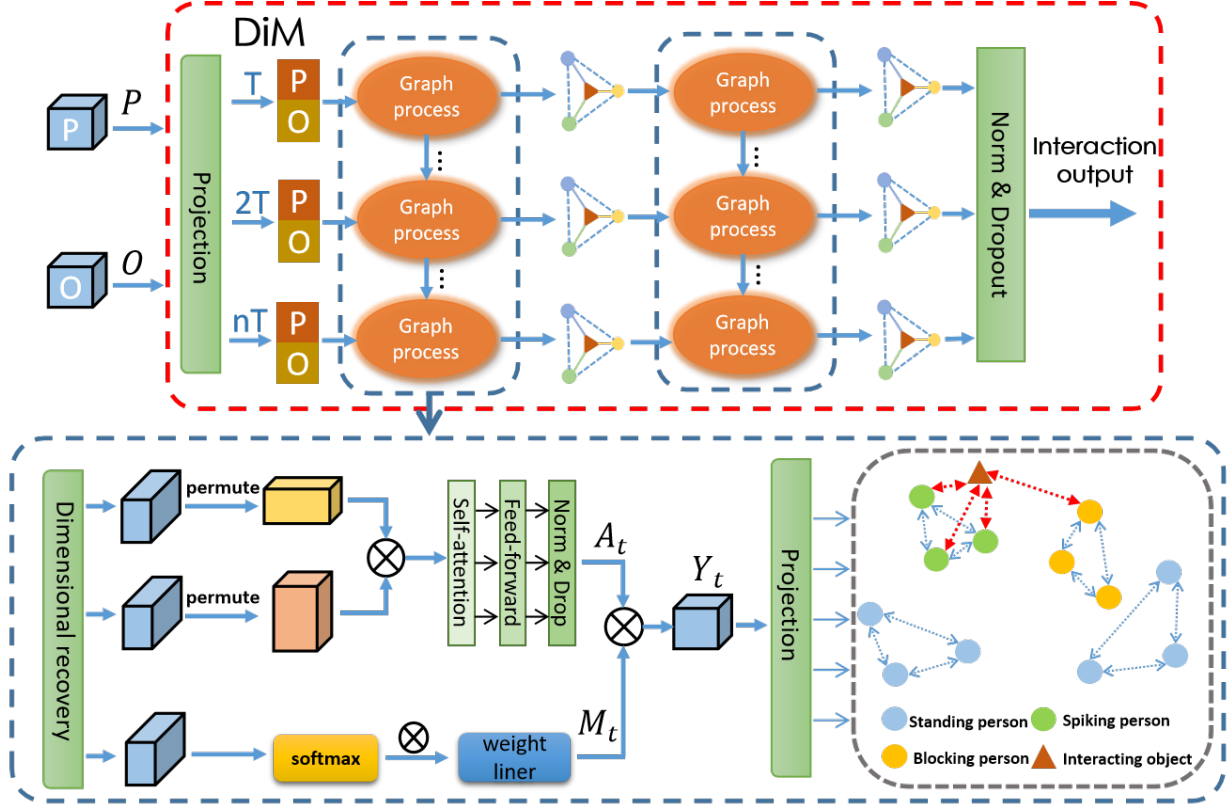 DiM
P
P
O
O
Projection
T
P
O
2T
P
O
nT
P
O
Graph
process
⋮
Graph
process
⋮
Graph
process
Graph
process
⋮
Graph
process
⋮
Graph
process
Norm & Dropout
Interaction
output
Dimensional recovery
permute
permute
softmax
weight
liner
Self-attention
Feed-forward
Norm & Drop
A_t
M_t
Y_t
Projection
Standing person
Spiking person
Blocking person
Interacting object